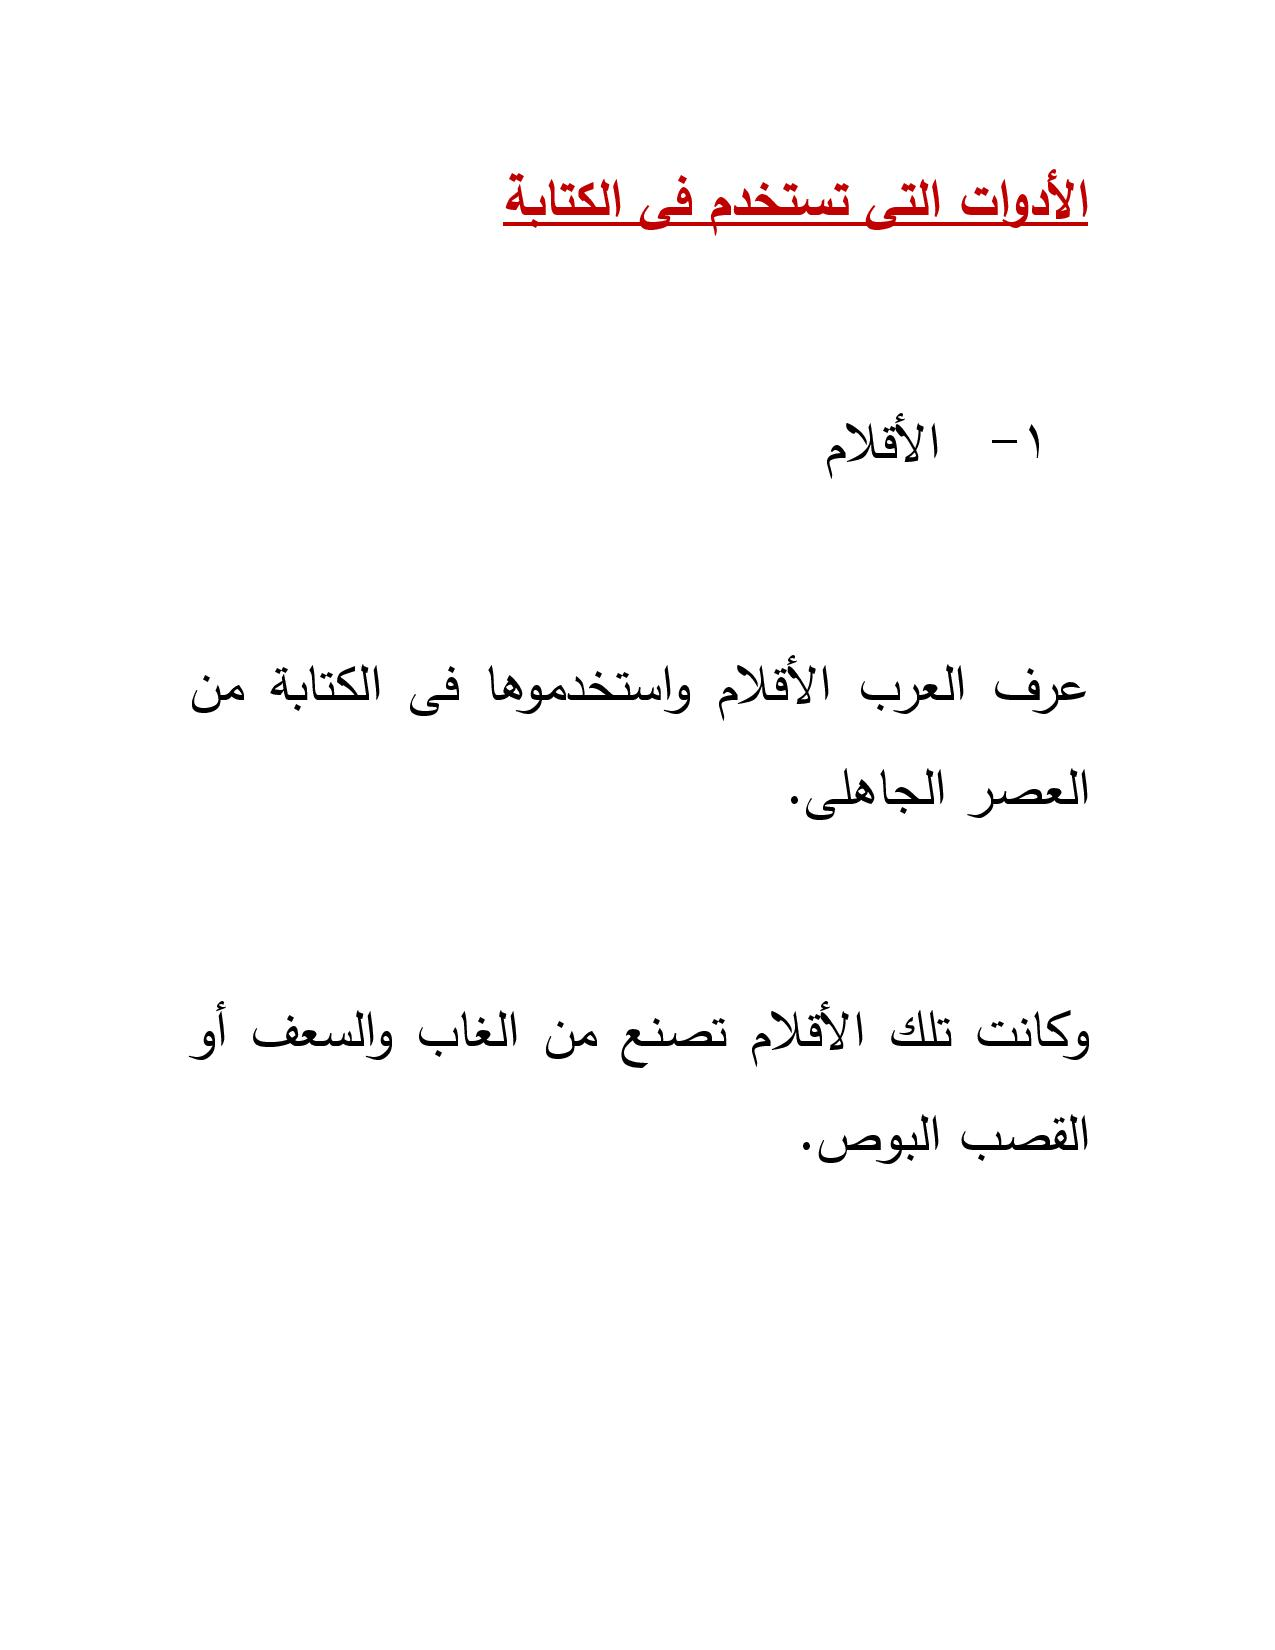 الأدوات التى تستخدم فى الكتابة
١- الأقلام
عرف العرب الأقلام واستخدموها فى الكتابة من
العصر الجاهلى.
وكانت تلك الأقلام تصنع من الغاب والسعف أو
القصب البوص.